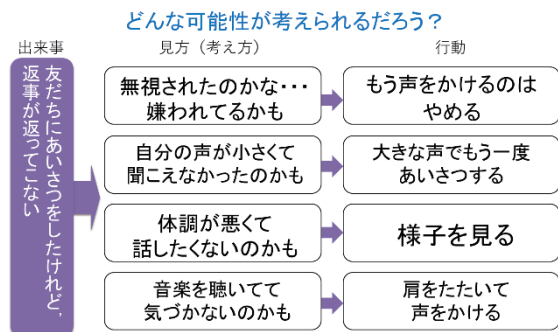 どんな可能性が考えられるだろう？
出来事
見方（考え方）
行動
友だちにあいさつをしたけれど，
返事が返ってこない
無視されたのかな・・・
嫌われてるかも
もう声をかけるのは
やめる
自分の声が小さくて
聞こえなかったのかも
大きな声でもう一度
あいさつする
体調が悪くて
話したくないのかも
様子を見る
音楽を聴いてて
気づかないのかも
肩をたたいて
声をかける